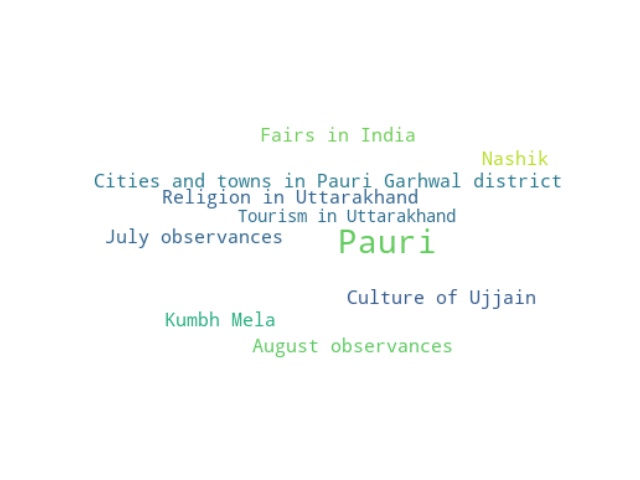 Fairs in India
Nashik
Cities and towns in Pauri Garhwal district
Religion in Uttarakhand
Tourism in Uttarakhand
July observances
Pauri
Culture of Ujjain
Kumbh Mela
August observances